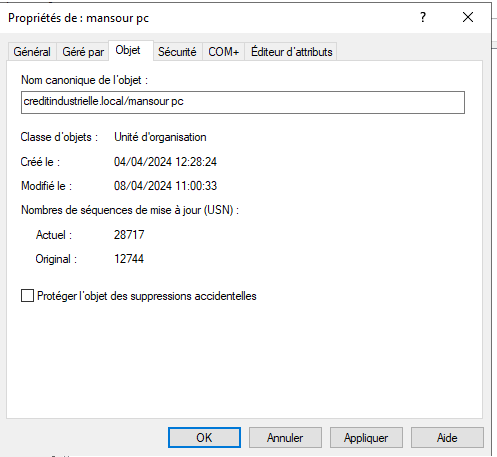 Propriétés de : mansour pc
Général Géré par Objet Sécurité COM+ Éditeur d'attributs
Nom canonique de l'objet :
creditindustrielle.local/mansour pc
Classe d'objets : Unité d'organisation
Créé le : 04/04/2024 12:28:24
Modifié le : 08/04/2024 11:00:33
Nombres de séquences de mise à jour (USN) :
Actuel : 28717
Original : 12744
Protéger l'objet des suppressions accidentelles
OK Annuler Appliquer Aide